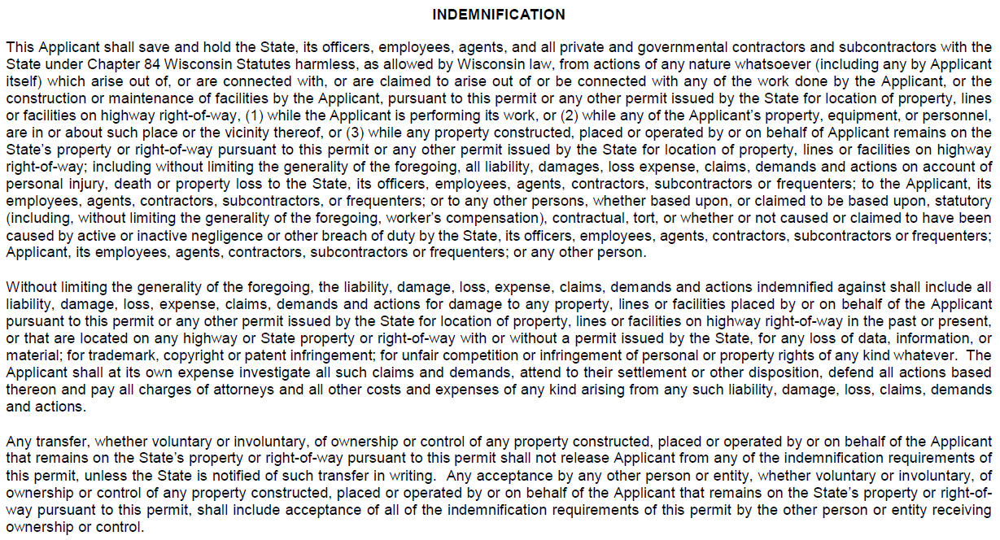 INDEMNIFICATION
This Applicant shall save and hold the State, its officers, employees, agents, and all private and governmental contractors and subcontractors with the
State under Chapter 84 Wisconsin Statutes harmless, as allowed by Wisconsin law, from actions of any nature whatsoever (including any by Applicant
itself) which arise out of, or are connected with, or are claimed to arise out of or be connected with any of the work done by the Applicant, or the
construction or maintenance of facilities by the Applicant, pursuant to this permit or any other permit issued by the State for location of property, lines
or facilities on highway right-of-way, (1) while the Applicant is performing its work, or (2) while any of the Applicant's property, equipment, or personnel,
are in or about such place or the vicinity thereof, or (3) while any property constructed, placed or operated by or on behalf of Applicant remains on the
State's property or right-of-way pursuant to this permit or any other permit issued by the State for location of property, lines or facilities on highway
right-of-way; including without limiting the generality of the foregoing, all liability, damages, loss expense, claims, demands and actions on account of
personal injury, death or property loss to the State, its officers, employees, agents, contractors, subcontractors or frequenters; to the Applicant, its
employees, agents, contractors, subcontractors, or frequenters; or to any other persons, whether based upon, or claimed to be based upon, statutory
(including, without limiting the generality of the foregoing, worker's compensation), contractual, tort, or whether or not caused or claimed to have been
caused by active or inactive negligence or other breach of duty by the State, its officers, employees, agents, contractors, subcontractors or frequenters;
Applicant, its employees, agents, contractors, subcontractors or frequenters; or any other person.
Without limiting the generality of the foregoing, the liability, damage, loss, expense, claims, demands and actions indemnified against shall include all
liability, damage, loss, expense, claims, demands and actions for damage to any property, lines or facilities placed by or on behalf of the Applicant
pursuant to this permit or any other permit issued by the State for location of property, lines or facilities on highway right-of-way in the past or present,
or that are located on any highway or State property or right-of-way with or without a permit issued by the State, for any loss of data, information, or
material; for trademark, copyright or patent infringement; for unfair competition or infringement of personal or property rights of any kind whatever. The
Applicant shall at its own expense investigate all such claims and demands, attend to their settlement or other disposition, defend all actions based
thereon and pay all charges of attorneys and all other costs and expenses of any kind arising from any such liability, damage, loss, claims, demands
and actions.
Any transfer, whether voluntary or involuntary, of ownership or control of any property constructed, placed or operated by or on behalf of the Applicant
that remains on the State's property or right-of-way pursuant to this permit shall not release Applicant from any of the indemnification requirements of
this permit, unless the State is notified of such transfer in writing. Any acceptance by any other person or entity, whether voluntary or involuntary, of
ownership or control of any property constructed, placed or operated by or on behalf of the Applicant that remains on the State's property or right-of-
way pursuant to this permit, shall include acceptance of all of the indemnification requirements of this permit by the other person or entity receiving
ownership or control.